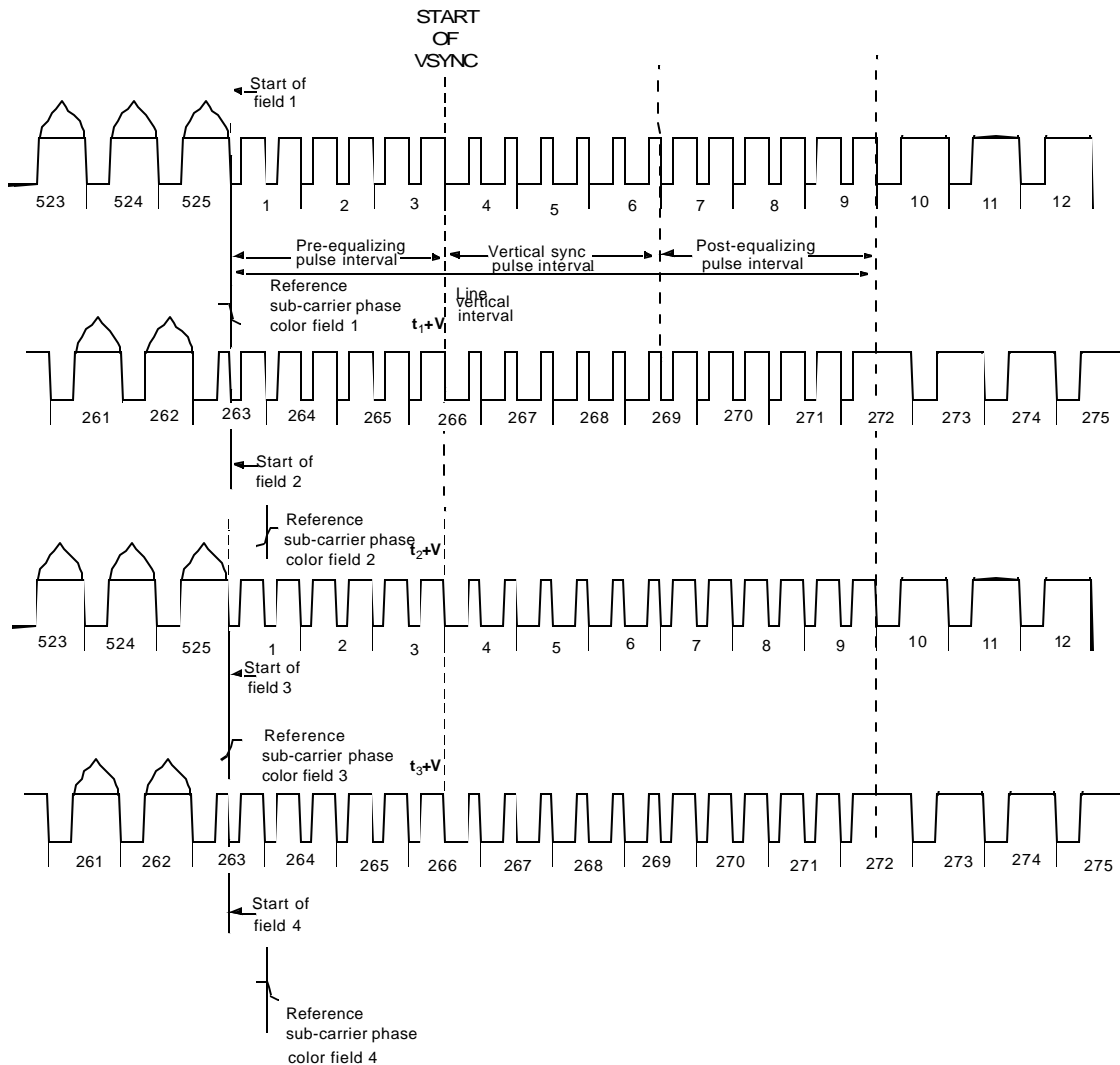 START
OF
VSYNC
Start of
field 1
523 524 525 1 2 3 4 5 6 7 8 9 10 11 12
Pre-equalizing
pulse interval
Vertical sync
pulse interval
Post-equalizing
pulse interval
Reference
sub-carrier phase
color field 1
t1+V
Line
vertical
interval
261 262 263 264 265 266 267 268 269 270 271 272 273 274 275
Start of
field 2
Reference
sub-carrier phase
color field 2
t2+V
523 524 525 1 2 3 4 5 6 7 8 9 10 11 12
Start of
field 3
Reference
sub-carrier phase
color field 3
t3+V
261 262 263 264 265 266 267 268 269 270 271 272 273 274 275
Start of
field 4
Reference
sub-carrier phase
color field 4